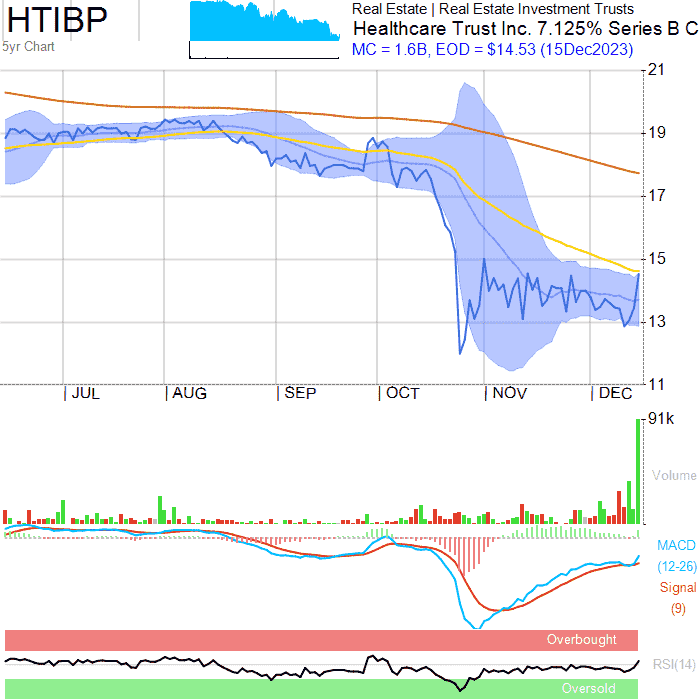 HTIBP
5yr Chart
Real Estate | Real Estate Investment Trusts
Healthcare Trust Inc. 7.125% Series B C
MC = 1.6B, EOD = $14.53 (15Dec2023)
21
19
17
15
13
11
JUL
AUG
SEP
OCT
NOV
DEC
91k
Volume
MACD
(12-26)
Signal
(9)
Overbought
RSI(14)
Oversold